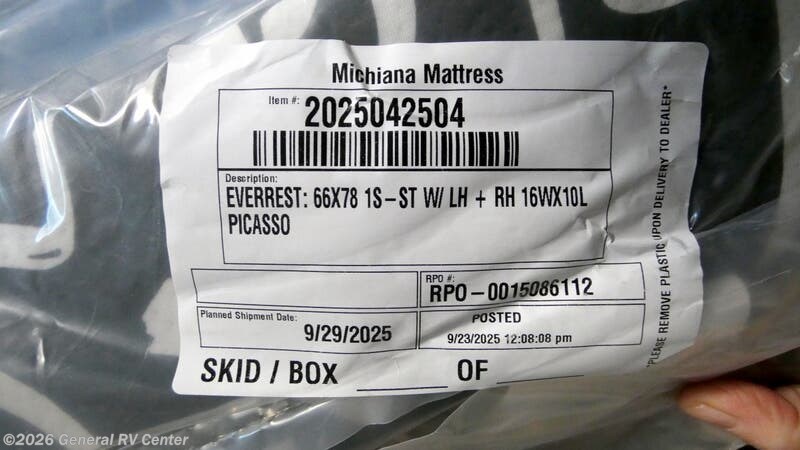 Michiana Mattress
Item #: 2025042504
Description:
EVERREST: 66X78 1S-ST W/ LH + RH 16WX10L
PICASSO
RPO #:
RPO-0015086112
Planned Shipment Date:
9/29/2025
POSTED
9/23/2025 12:08:08 pm
SKID / BOX ____ OF ____
*PLEASE REMOVE PLASTIC UPON DELIVERY TO DEALER*
©2026 General RV Center